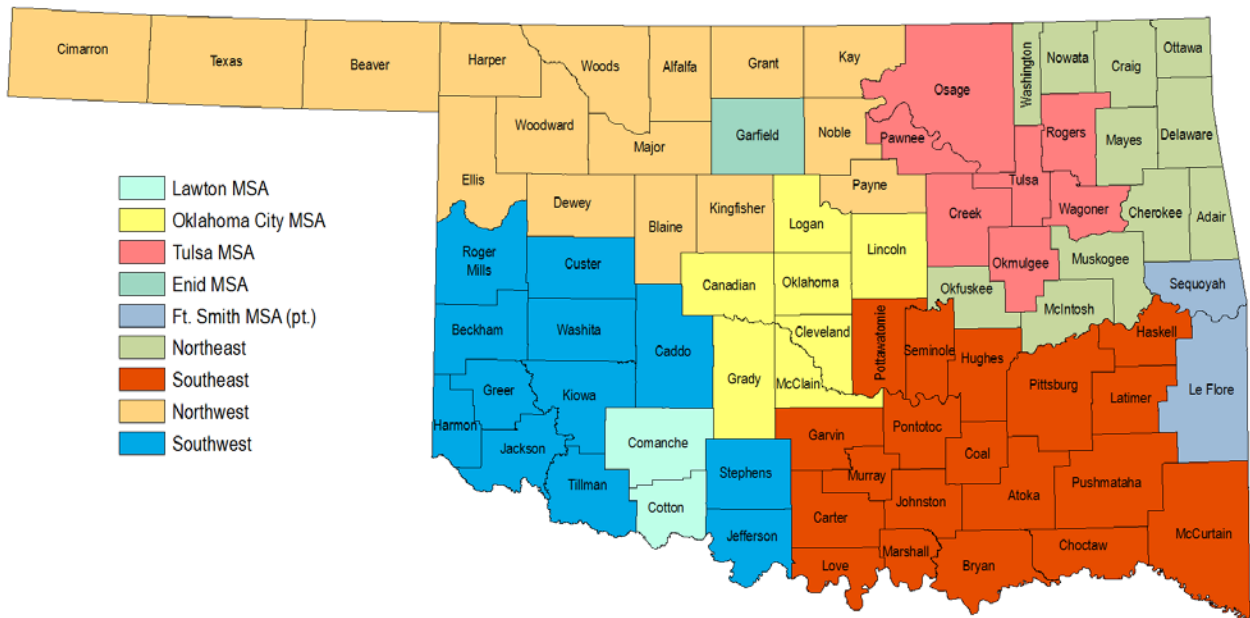 Cimarron
Texas
Beaver
Harper
Woods
Alfalfa
Grant
Kay
Osage
Washington
Nowata
Craig
Ottawa
Woodward
Major
Garfield
Noble
Pawnee
Rogers
Mayes
Delaware
Ellis
Dewey
Blaine
Kingfisher
Logan
Payne
Creek
Tulsa
Wagoner
Cherokee
Adair
Lawton MSA
Oklahoma City MSA
Tulsa MSA
Enid MSA
Ft. Smith MSA (pt.)
Northeast
Southeast
Northwest
Southwest
Roger
Mills
Custer
Canadian
Oklahoma
Lincoln
Okmulgee
Okfuskee
Muskogee
McIntosh
Sequoyah
Beckham
Washita
Caddo
Grady
Cleveland
McClain
Pottawatomie
Seminole
Hughes
Pittsburg
Haskell
Latimer
Le Flore
Harmon
Greer
Kiowa
Jackson
Tillman
Comanche
Cotton
Stephens
Jefferson
Garvin
Murray
Pontotoc
Coal
Carter
Johnston
Atoka
Pushmataha
McCurtain
Love
Marshall
Bryan
Choctaw